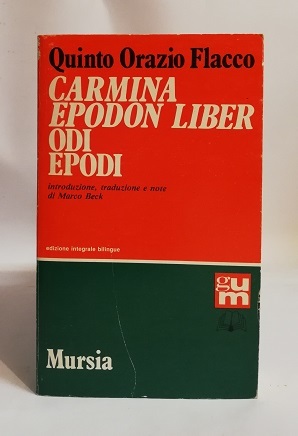 Quinto Orazio Flacco
CARMINA
EPODON LIBER
ODI
EPODI
introduzione, traduzione e note
di Marco Beck
edizione integrale bilingue
gum
Mursia